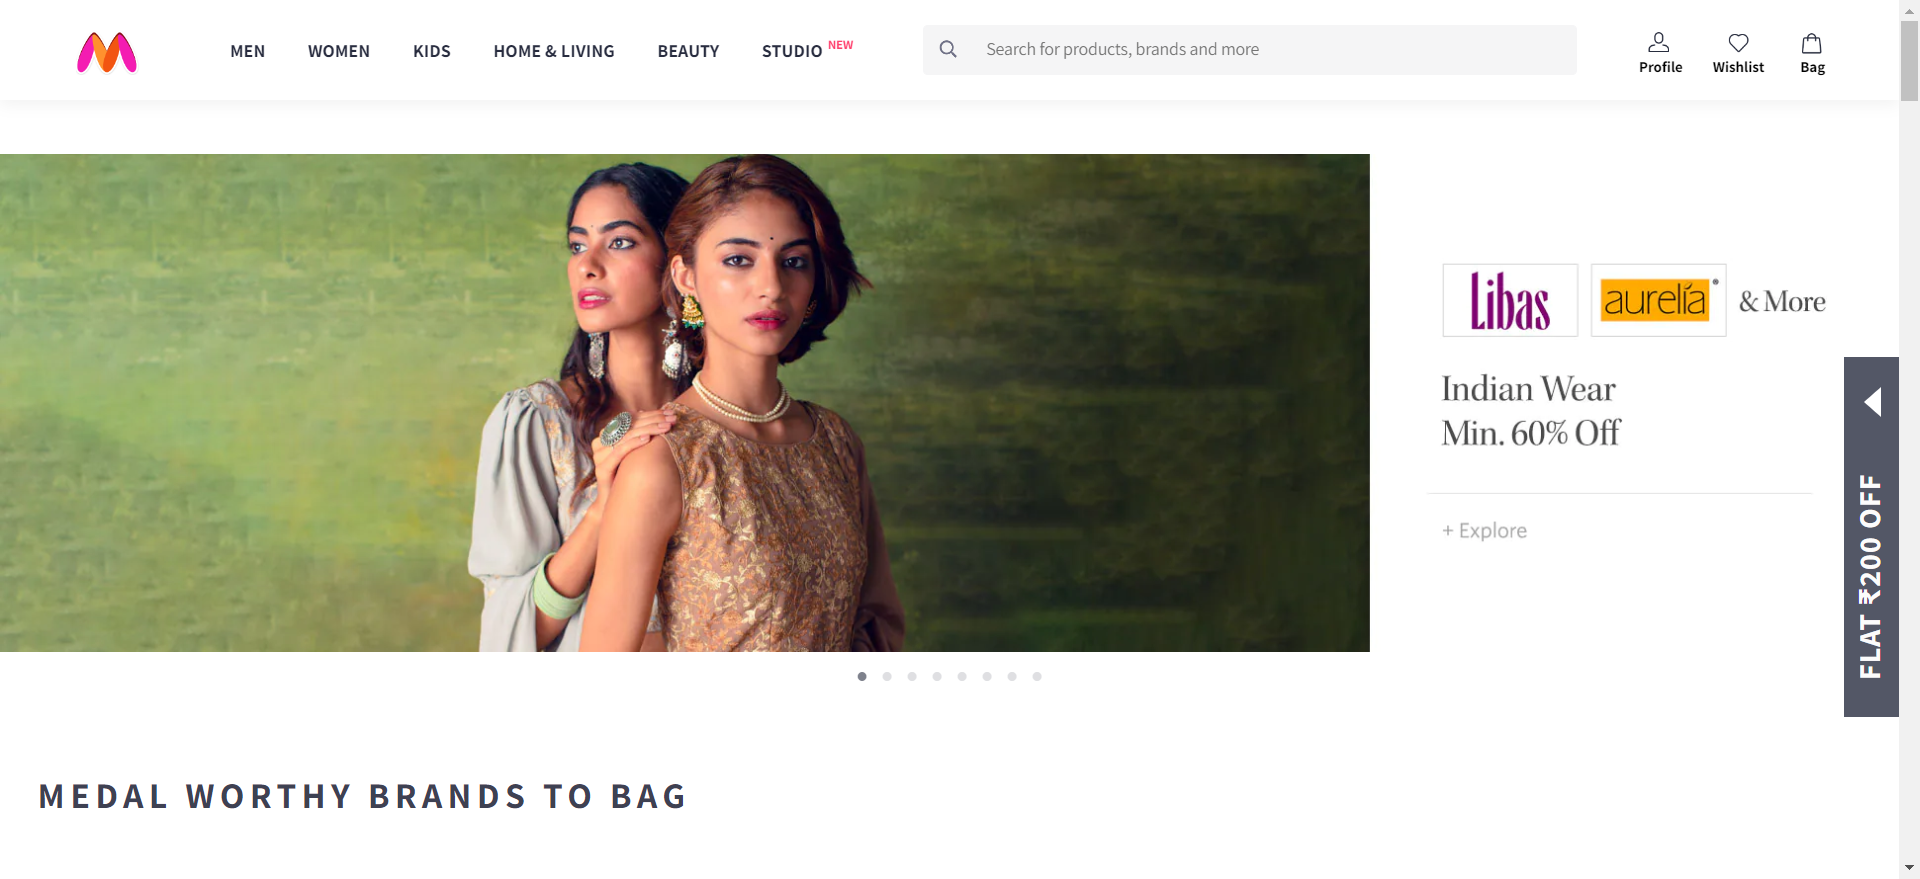 MEN WOMEN KIDS HOME & LIVING BEAUTY STUDIO NEW Search for products, brands and more Profile Wishlist Bag
Libas aurelia & More
Indian Wear
Min. 60% Off
+ Explore
FLAT ₹200 OFF
MEDAL WORTHY BRANDS TO BAG